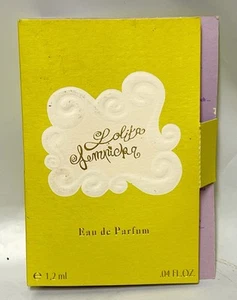 Lolita
Lempicka
Eau de Parfum
℮ 1,2 ml .04 FL.OZ.